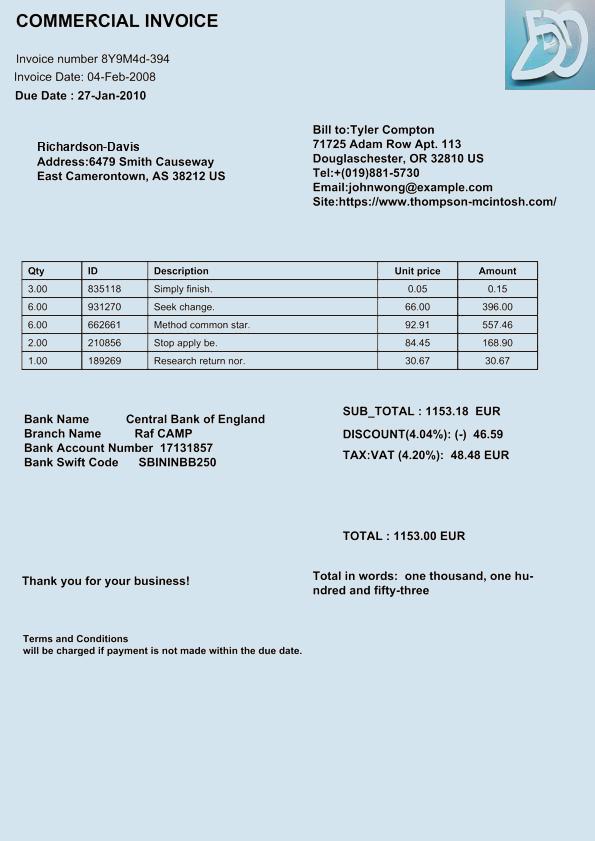 COMMERCIAL INVOICE
Invoice number 8Y9M4d-394
Invoice Date: 04-Feb-2008
Due Date : 27-Jan-2010
Richardson-Davis
Address:6479 Smith Causeway
East Camerontown, AS 38212 US
Bill to:Tyler Compton
71725 Adam Row Apt. 113
Douglaschester, OR 32810 US
Tel:+(019)881-5730
Email:johnwong@example.com
Site:https://www.thompson-mcintosh.com/
Qty ID Description Unit price Amount
3.00 835118 Simply finish. 0.05 0.15
6.00 931270 Seek change. 66.00 396.00
6.00 662661 Method common star. 92.91 557.46
2.00 210856 Stop apply be. 84.45 168.90
1.00 189269 Research return nor. 30.67 30.67
Bank Name Central Bank of England
Branch Name Raf CAMP
Bank Account Number 17131857
Bank Swift Code SBININBB250
SUB_TOTAL : 1153.18 EUR
DISCOUNT(4.04%): (-) 46.59
TAX:VAT (4.20%): 48.48 EUR
TOTAL : 1153.00 EUR
Thank you for your business!
Total in words: one thousand, one hu-
ndred and fifty-three
Terms and Conditions
will be charged if payment is not made within the due date.